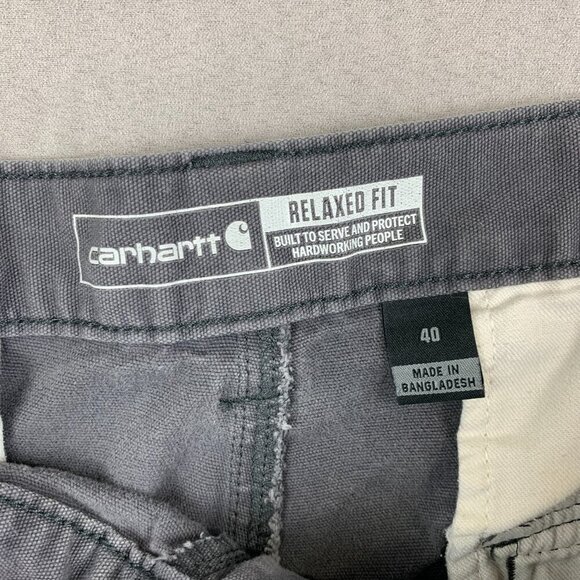 carhartt
RELAXED FIT
BUILT TO SERVE AND PROTECT
HARDWORKING PEOPLE
40
MADE IN
BANGLADESH